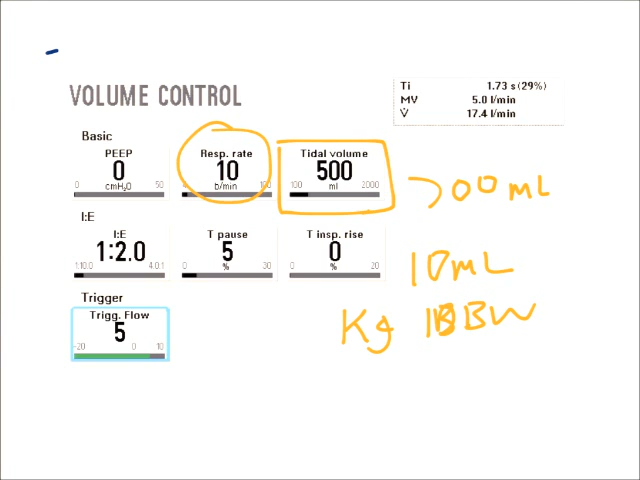 VOLUME CONTROL
Ti 1.73 s (29%)
MV 5.0 l/min
V̇ 17.4 l/min
Basic
PEEP
0
0 cmH₂O 50
Resp. rate
10
b/min
Tidal volume
500
100 ml 2000
700 mL
I:E
I:E
1:2.0
1:10.0 4.0:1
T pause
5
0 % 30
T insp. rise
0
0 % 20
10 mL
Kg IBW
Trigger
Trigg. Flow
5
-20 0 10